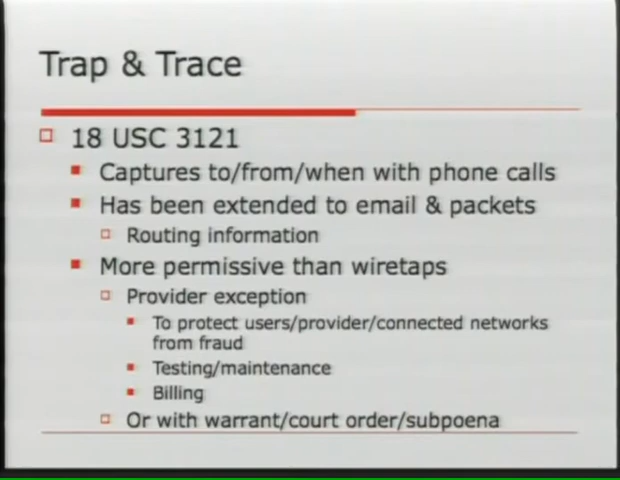 Trap & Trace
18 USC 3121
Captures to/from/when with phone calls
Has been extended to email & packets
Routing information
More permissive than wiretaps
Provider exception
To protect users/provider/connected networks
from fraud
Testing/maintenance
Billing
Or with warrant/court order/subpoena